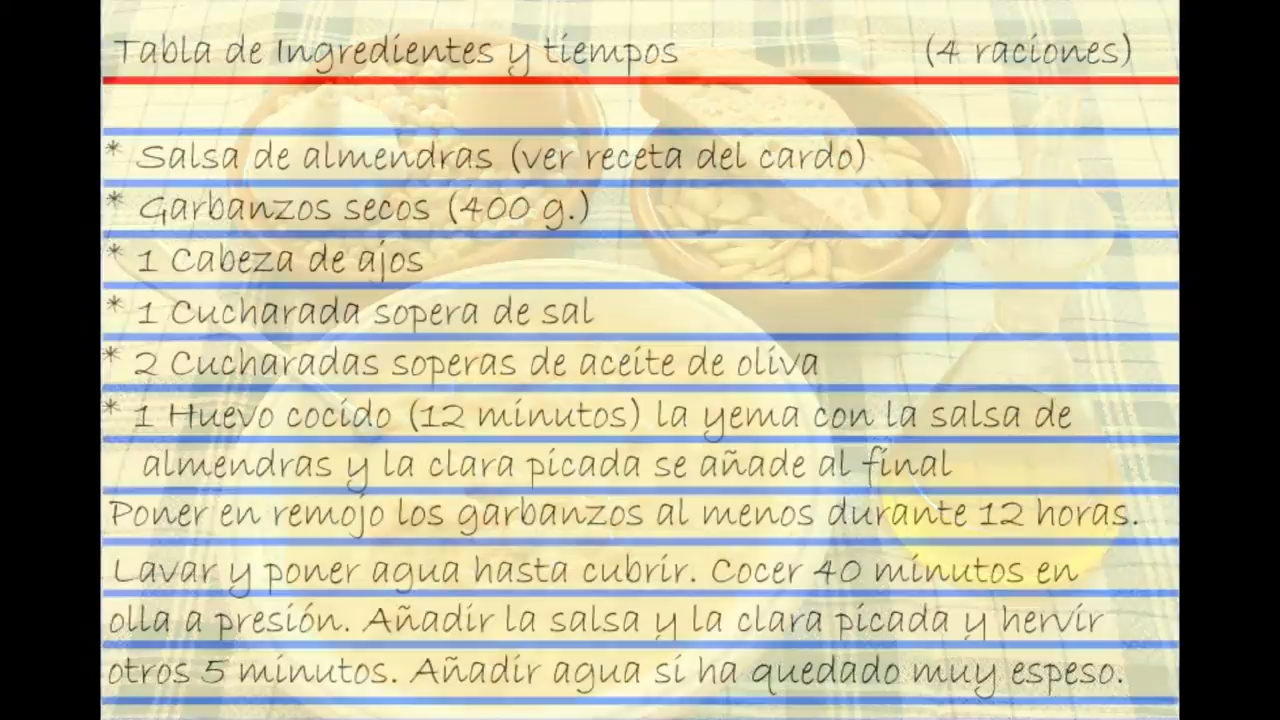 Tabla de Ingredientes y tiempos (4 raciones)
* Salsa de almendras (ver receta del cardo)
* Garbanzos secos (400 g.)
* 1 Cabeza de ajos
* 1 Cucharada sopera de sal
* 2 Cucharadas soperas de aceite de oliva
* 1 Huevo cocido (12 minutos) la yema con la salsa de
almendras y la clara picada se añade al final
Poner en remojo los garbanzos al menos durante 12 horas.
Lavar y poner agua hasta cubrir. Cocer 40 minutos en
olla a presión. Añadir la salsa y la clara picada y hervir
otros 5 minutos. Añadir agua si ha quedado muy espeso.